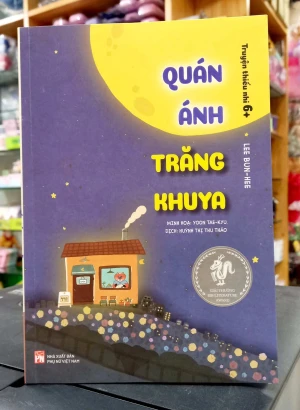 Truyện thiếu nhi 6+
LEE BUN-HEE
QUÁN
ÁNH
TRĂNG
KHUYA
MINH HỌA: YOON TAE-KYU
DỊCH: HUỲNH THỊ THU THẢO
NHÀ XUẤT BẢN
PHỤ NỮ VIỆT NAM